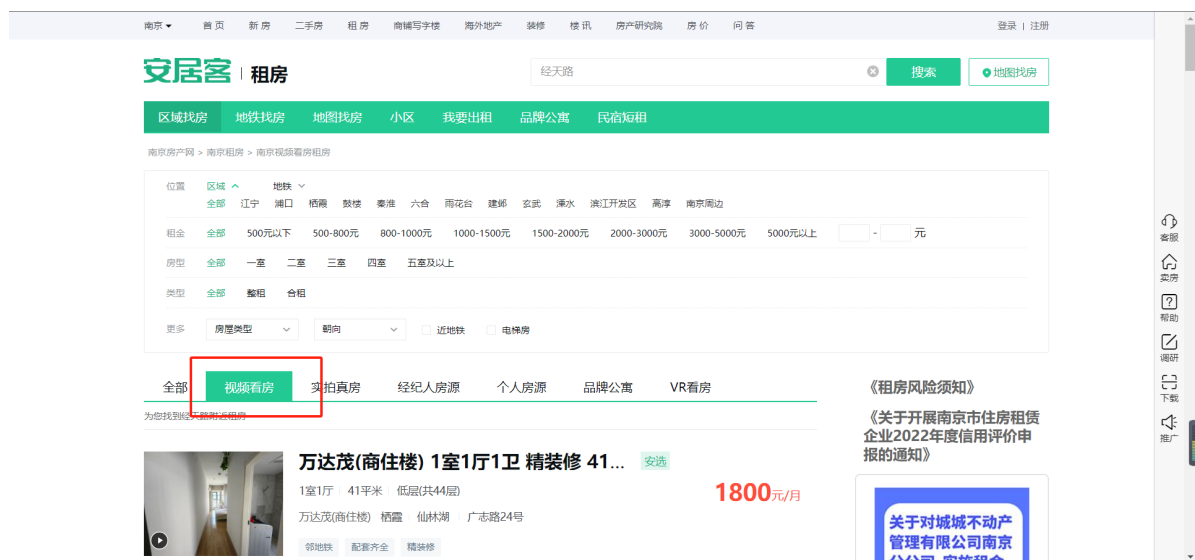 南京 首页 新房 二手房 租房 商铺写字楼 海外地产 装修 楼讯 房产研究院 房价 问答 登录 | 注册
安居客 | 租房 经天路 搜索 地图找房
区域找房 地铁找房 地图找房 小区 我要出租 品牌公寓 民宿短租
南京房产网 > 南京租房 > 南京视频看房租房
位置 区域 地铁
全部 江宁 浦口 栖霞 鼓楼 秦淮 六合 雨花台 建邺 玄武 溧水 滨江开发区 高淳 南京周边
租金 全部 500元以下 500-800元 800-1000元 1000-1500元 1500-2000元 2000-3000元 3000-5000元 5000元以上 - 元
房型 全部 一室 二室 三室 四室 五室及以上
类型 全部 整租 合租
更多 房屋类型 朝向 近地铁 电梯房
全部 视频看房 实拍真房 经纪人房源 个人房源 品牌公寓 VR看房
为您找到经天路附近租房
万达茂(商住楼) 1室1厅1卫 精装修 41... 安选
1室1厅 | 41平米 | 低层(共44层)
1800元/月
万达茂(商住楼) 栖霞 仙林湖 广志路24号
邻地铁 配套齐全 精装修
《租房风险须知》
《关于开展南京市住房租赁
企业2022年度信用评价申
报的通知》
关于对城城不动产
管理有限公司南京
客服
卖房
帮助
调研
下载
推广